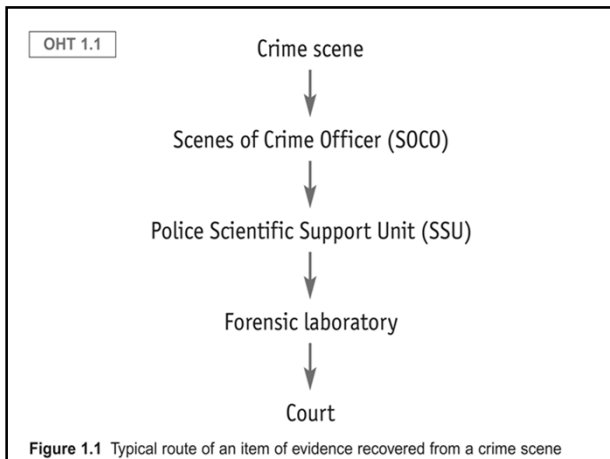 OHT 1.1
Crime scene
Scenes of Crime Officer (SOCO)
Police Scientific Support Unit (SSU)
Forensic laboratory
Court
Figure 1.1 Typical route of an item of evidence recovered from a crime scene